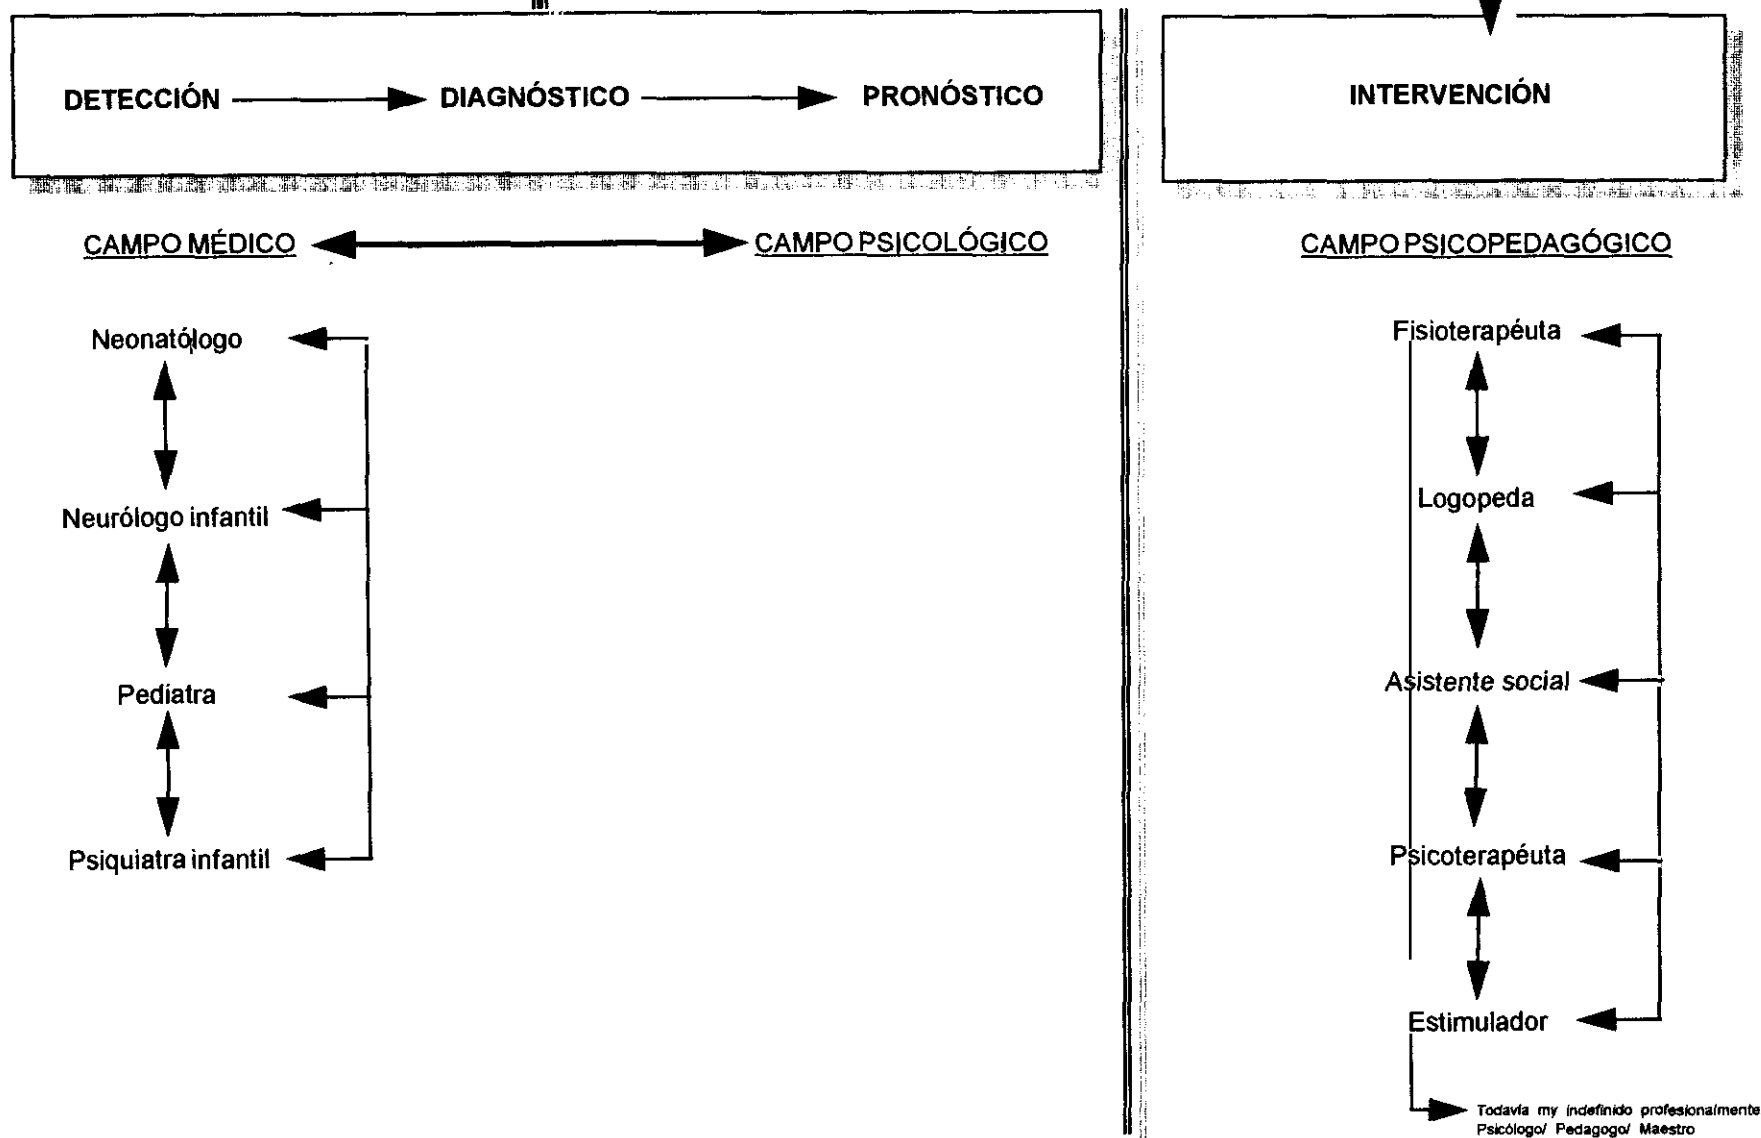 DETECCIÓN DIAGNÓSTICO PRONÓSTICO
INTERVENCIÓN
CAMPO MÉDICO CAMPO PSICOLÓGICO
CAMPO PSICOPEDAGÓGICO
Neonatólogo
Neurólogo infantil
Pediatra
Psiquiatra infantil
Fisioterapéuta
Logopeda
Asistente social
Psicoterapéuta
Estimulador
Todavía my indefinido profesionalmente
Psicólogo/ Pedagogo/ Maestro